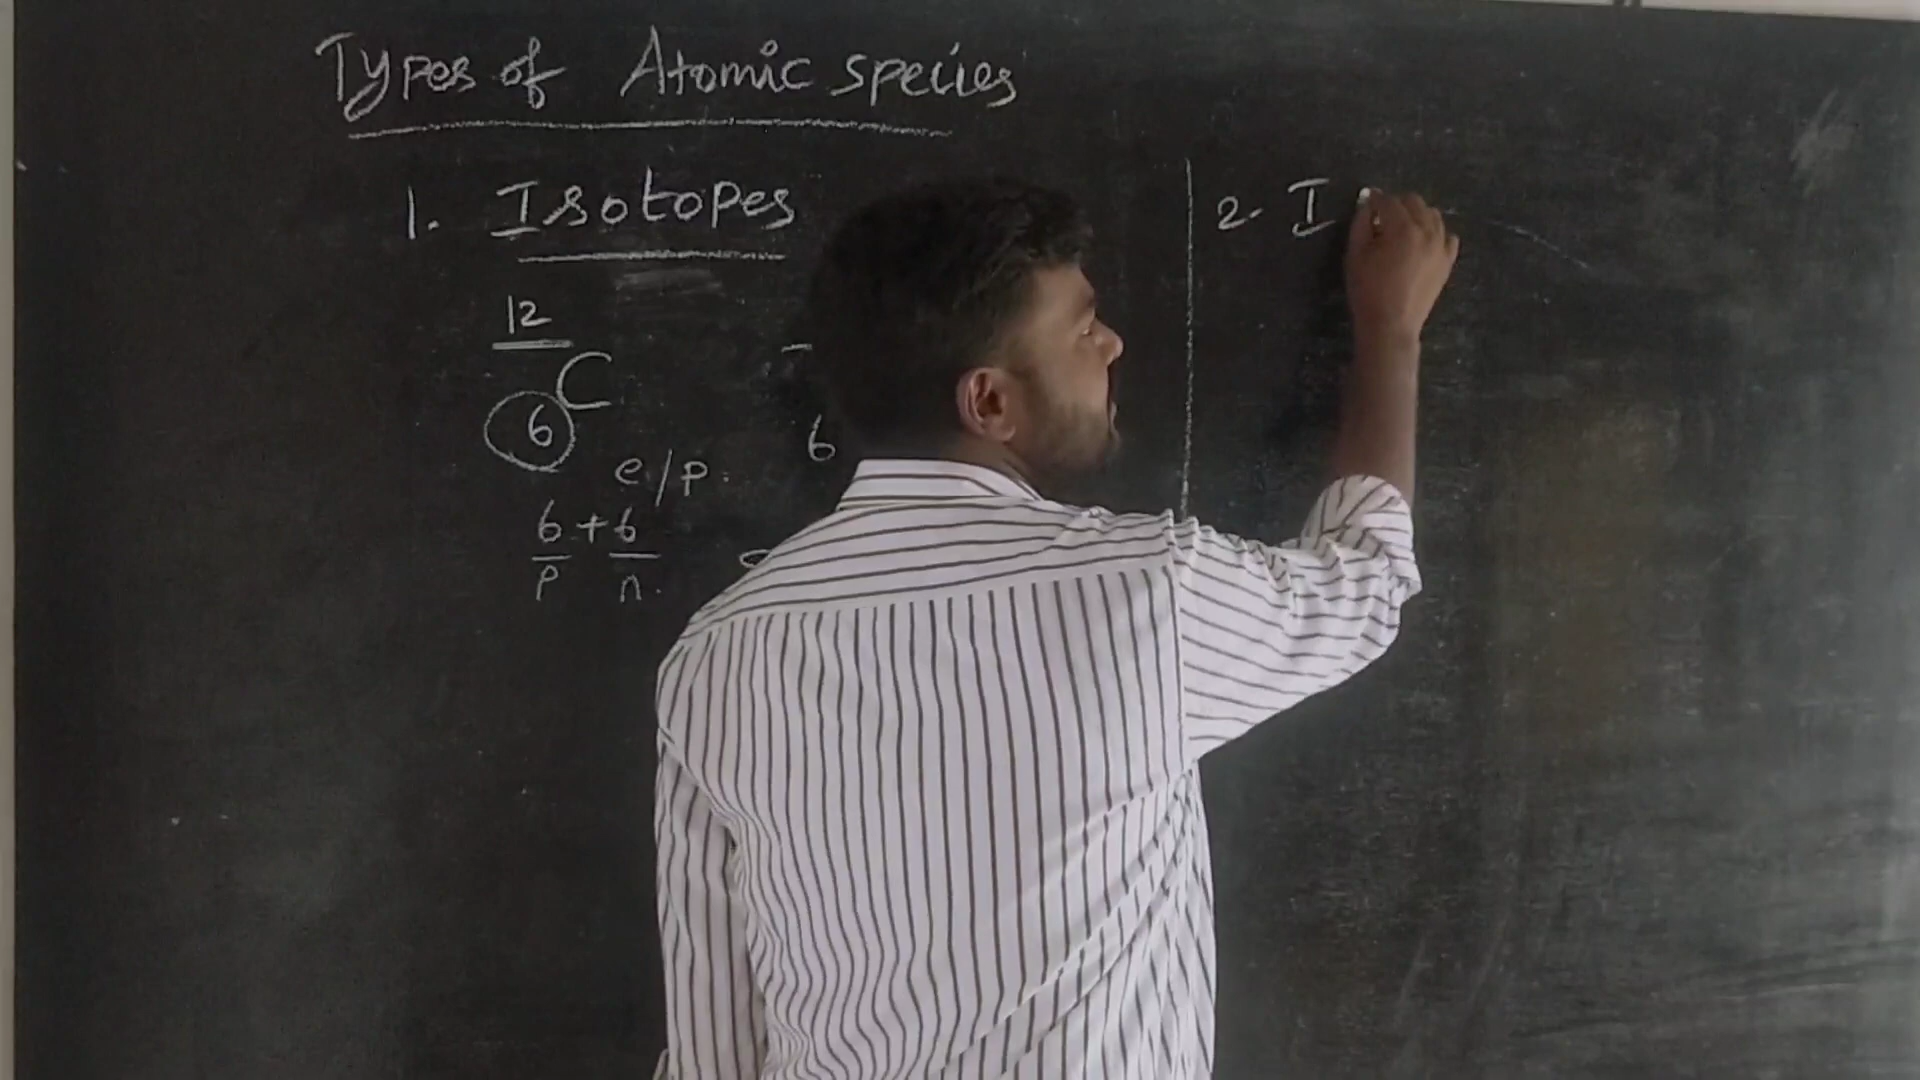 Types of Atomic species
1. Isotopes
12
C
6
e/p.
6 + 6
p n.
6
2. I